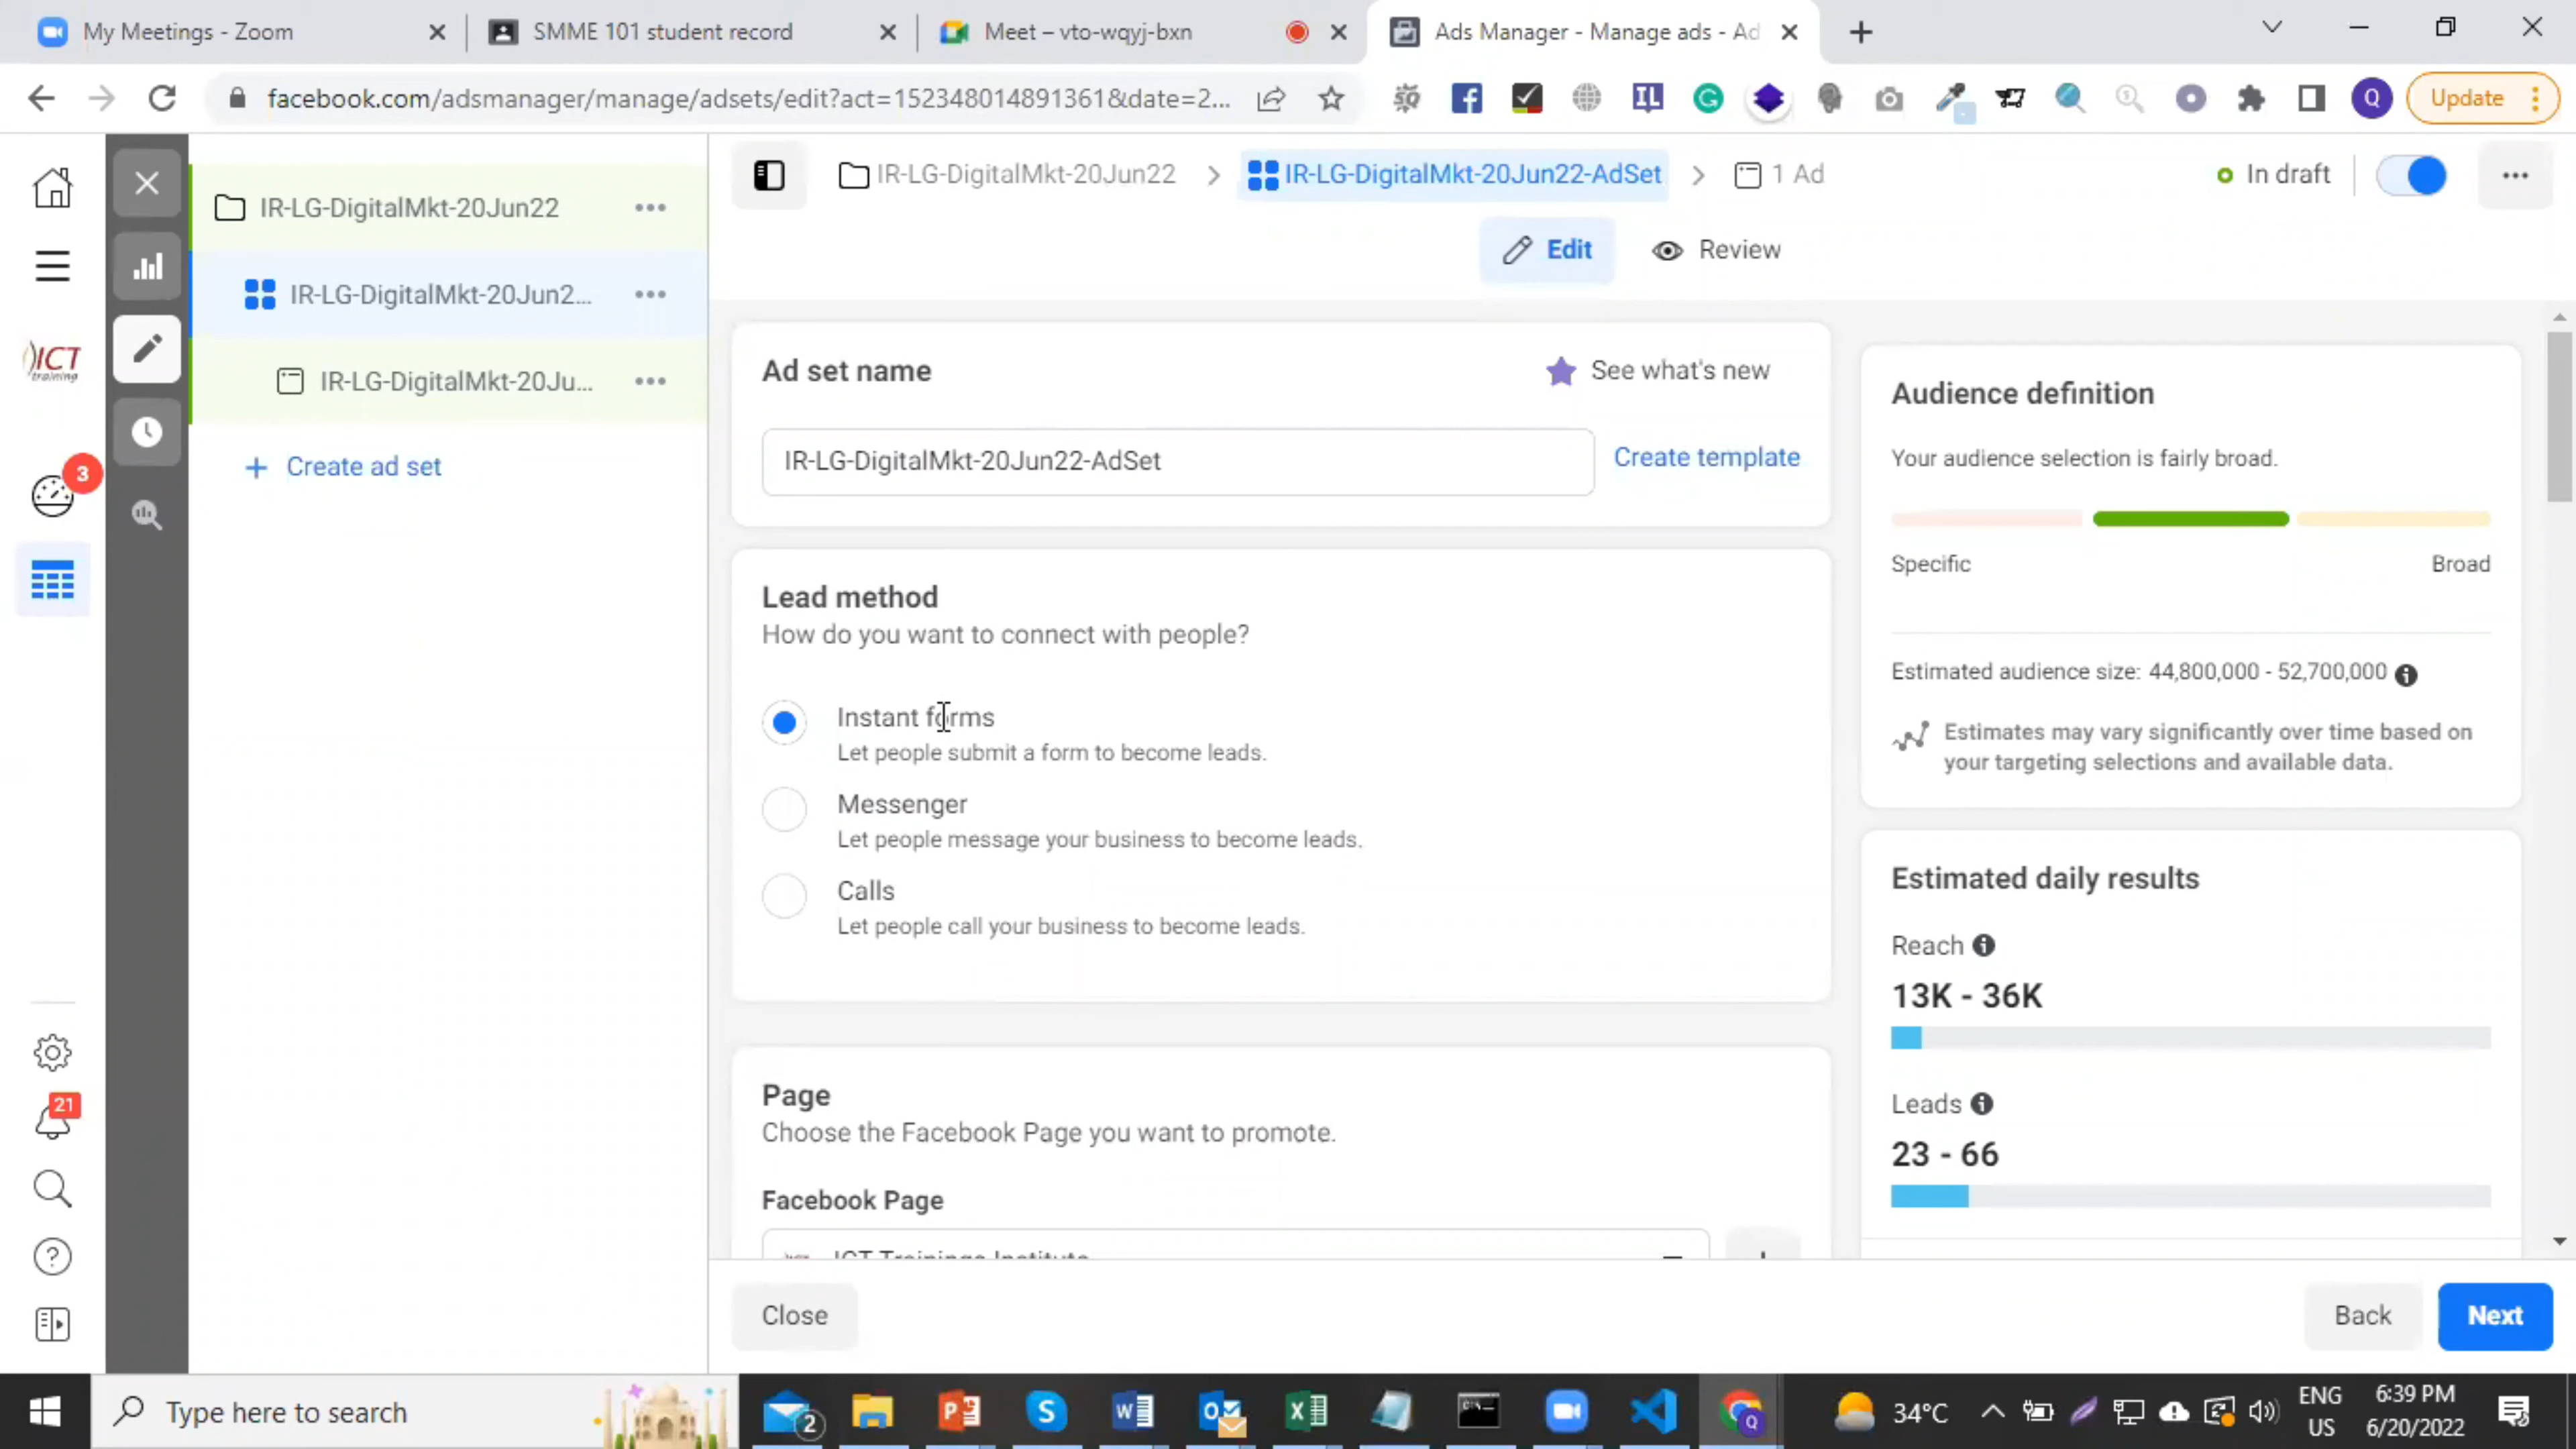 My Meetings - Zoom
SMME 101 student record
Meet – vto-wqyj-bxn
Ads Manager - Manage ads - Ad
facebook.com/adsmanager/manage/adsets/edit?act=152348014891361&date=2...
Q
Update
IR-LG-DigitalMkt-20Jun22
IR-LG-DigitalMkt-20Jun22-AdSet
1 Ad
In draft
Edit
Review
IR-LG-DigitalMkt-20Jun22
IR-LG-DigitalMkt-20Jun2...
IR-LG-DigitalMkt-20Ju...
Create ad set
ICT
training
3
21
Ad set name
See what's new
IR-LG-DigitalMkt-20Jun22-AdSet
Create template
Lead method
How do you want to connect with people?
Instant forms
Let people submit a form to become leads.
Messenger
Let people message your business to become leads.
Calls
Let people call your business to become leads.
Page
Choose the Facebook Page you want to promote.
Facebook Page
ICT Trainings Institute
Audience definition
Your audience selection is fairly broad.
Specific
Broad
Estimated audience size: 44,800,000 - 52,700,000
Estimates may vary significantly over time based on
your targeting selections and available data.
Estimated daily results
Reach
13K - 36K
Leads
23 - 66
Close
Back
Next
Type here to search
2
34°C
ENG
US
6:39 PM
6/20/2022